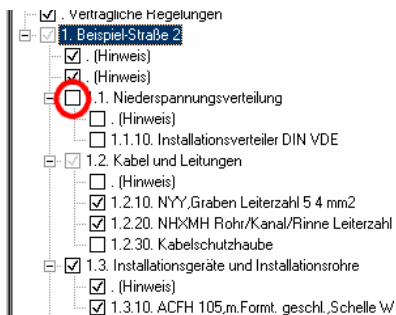 . Vertragliche Regelungen
1. Beispiel-Straße 2
. (Hinweis)
. (Hinweis)
1.1. Niederspannungsverteilung
. (Hinweis)
1.1.10. Installationsverteiler DIN VDE
1.2. Kabel und Leitungen
. (Hinweis)
1.2.10. NYY,Graben Leiterzahl 5 4 mm2
1.2.20. NHXMH Rohr/Kanal/Rinne Leiterzahl
1.2.30. Kabelschutzhaube
1.3. Installationsgeräte und Installationsrohre
. (Hinweis)
1.3.10. ACFH 105,m.Formt. geschl.,Schelle W